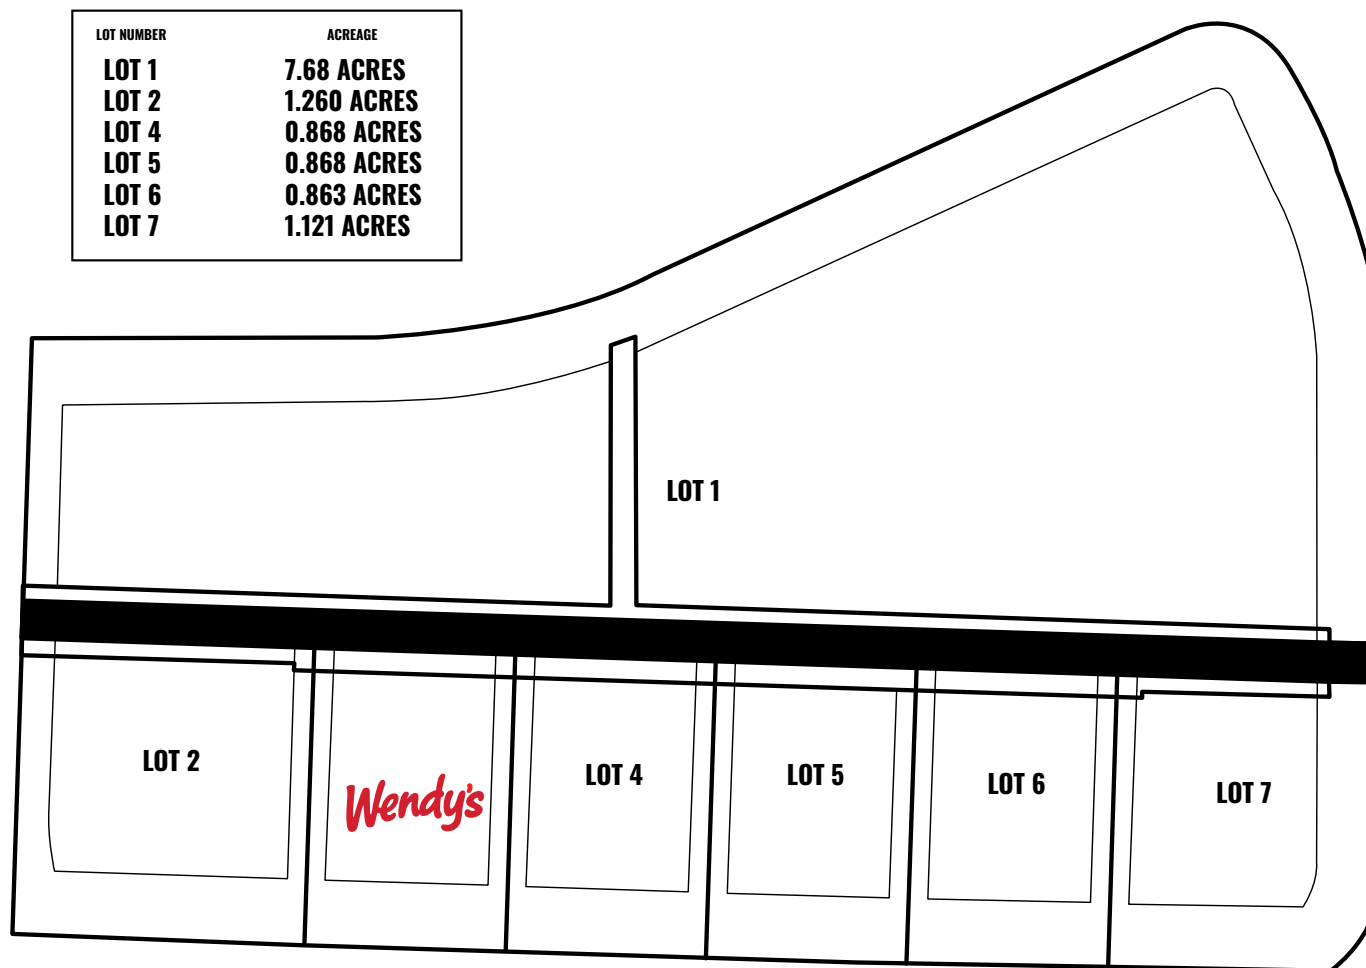 LOT NUMBER ACREAGE
LOT 1 7.68 ACRES
LOT 2 1.260 ACRES
LOT 4 0.868 ACRES
LOT 5 0.868 ACRES
LOT 6 0.863 ACRES
LOT 7 1.121 ACRES
LOT 1
LOT 2
Wendy's
LOT 4
LOT 5
LOT 6
LOT 7